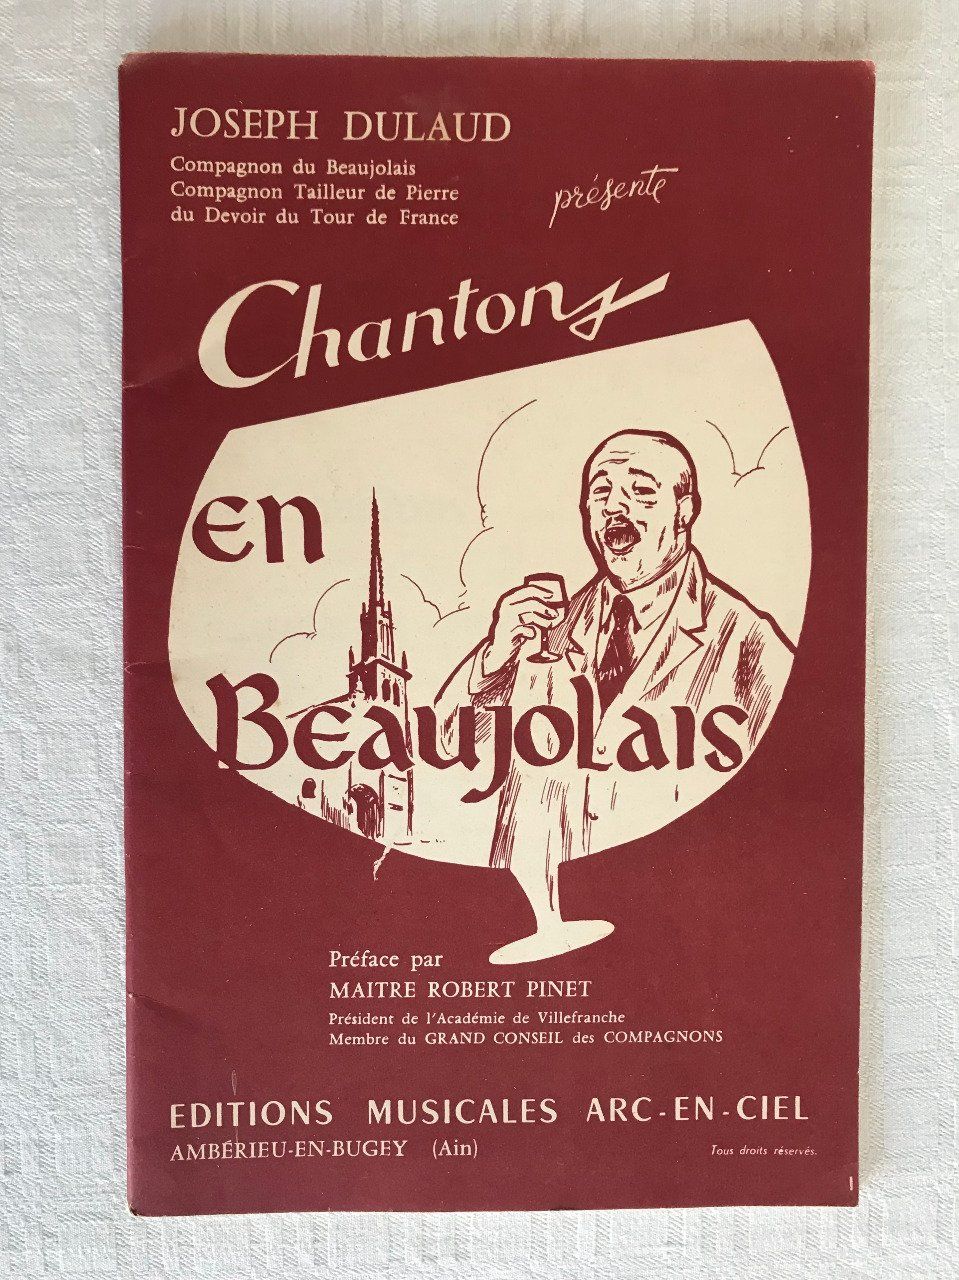 JOSEPH DULAUD
Compagnon du Beaujolais
Compagnon Tailleur de Pierre
du Devoir du Tour de France
présente
Chantons
en
Beaujolais
Préface par
MAITRE ROBERT PINET
Président de l'Académie de Villefranche
Membre du GRAND CONSEIL des COMPAGNONS
EDITIONS MUSICALES ARC-EN-CIEL
AMBÉRIEU-EN-BUGEY (Ain)
Tous droits réservés.